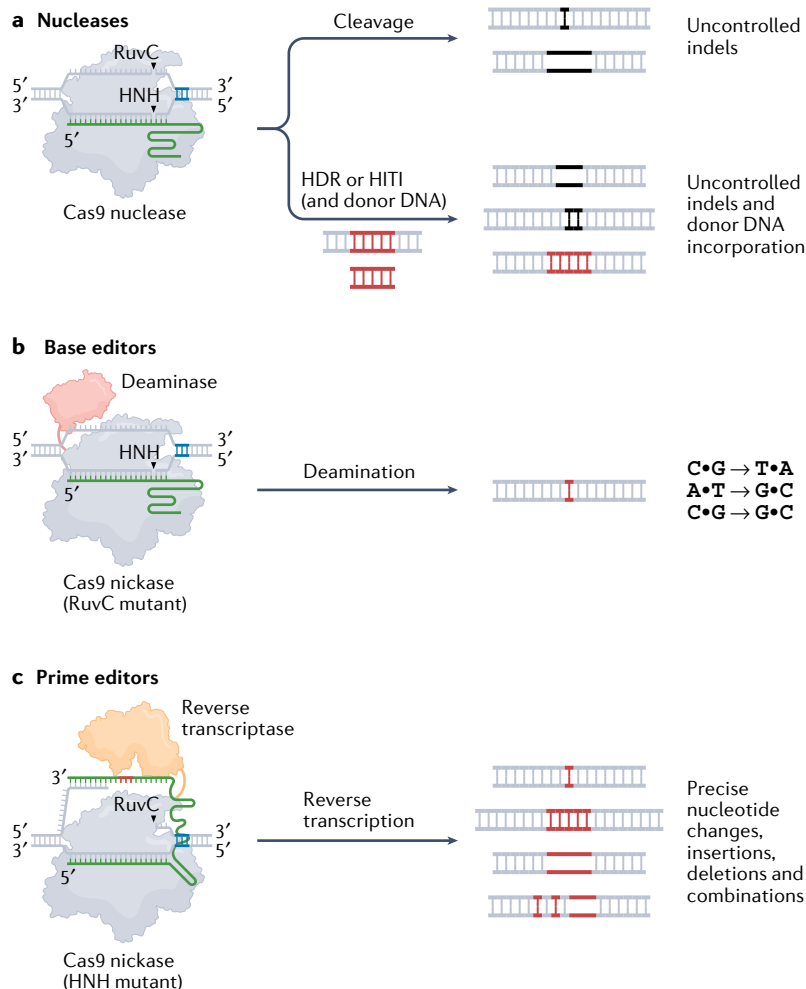 a Nucleases
RuvC
5′
3′
HNH
3′
5′
5′
Cas9 nuclease
Cleavage
Uncontrolled
indels
HDR or HITI
(and donor DNA)
Uncontrolled
indels and
donor DNA
incorporation
b Base editors
Deaminase
5′
3′
HNH
3′
5′
5′
Cas9 nickase
(RuvC mutant)
Deamination
C•G → T•A
A•T → G•C
C•G → G•C
c Prime editors
Reverse
transcriptase
3′
RuvC
5′
3′
3′
5′
5′
Cas9 nickase
(HNH mutant)
Reverse
transcription
Precise
nucleotide
changes,
insertions,
deletions and
combinations